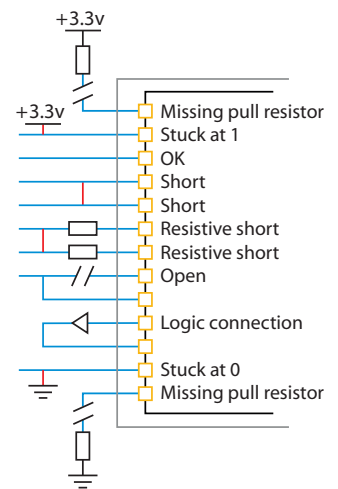 +3.3v
Missing pull resistor
+3.3v
Stuck at 1
OK
Short
Short
Resistive short
Resistive short
Open
Logic connection
Stuck at 0
Missing pull resistor